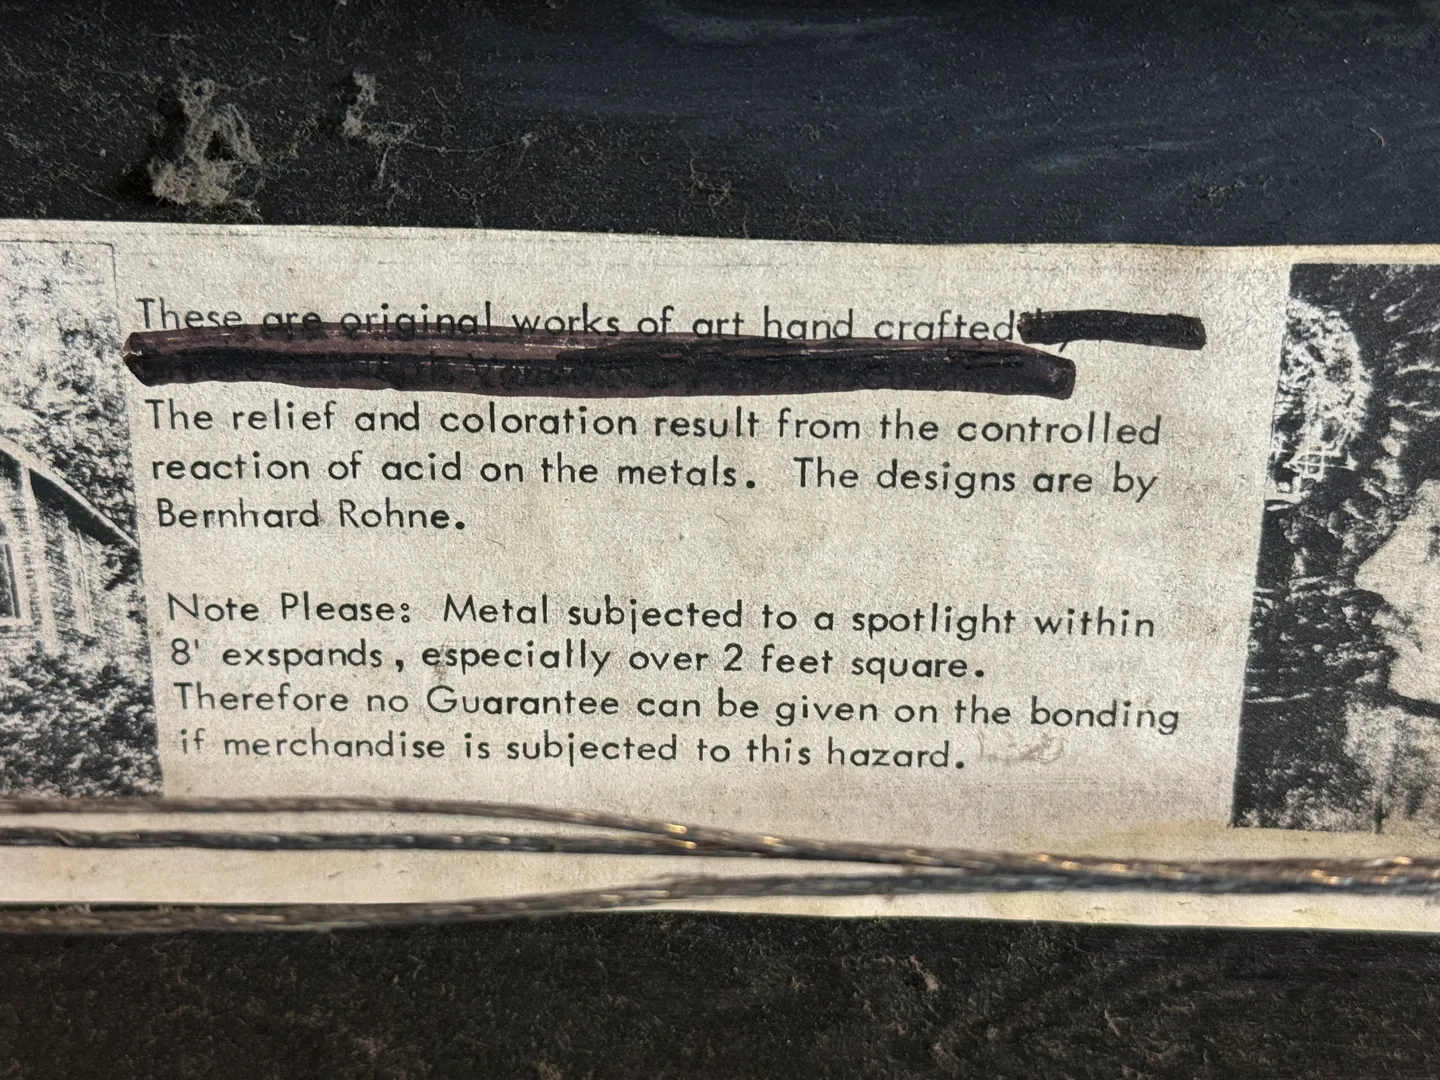 These are original works of art hand crafted
The relief and coloration result from the controlled
reaction of acid on the metals. The designs are by
Bernhard Rohne.
Note Please: Metal subjected to a spotlight within
8' exspands, especially over 2 feet square.
Therefore no Guarantee can be given on the bonding
if merchandise is subjected to this hazard.